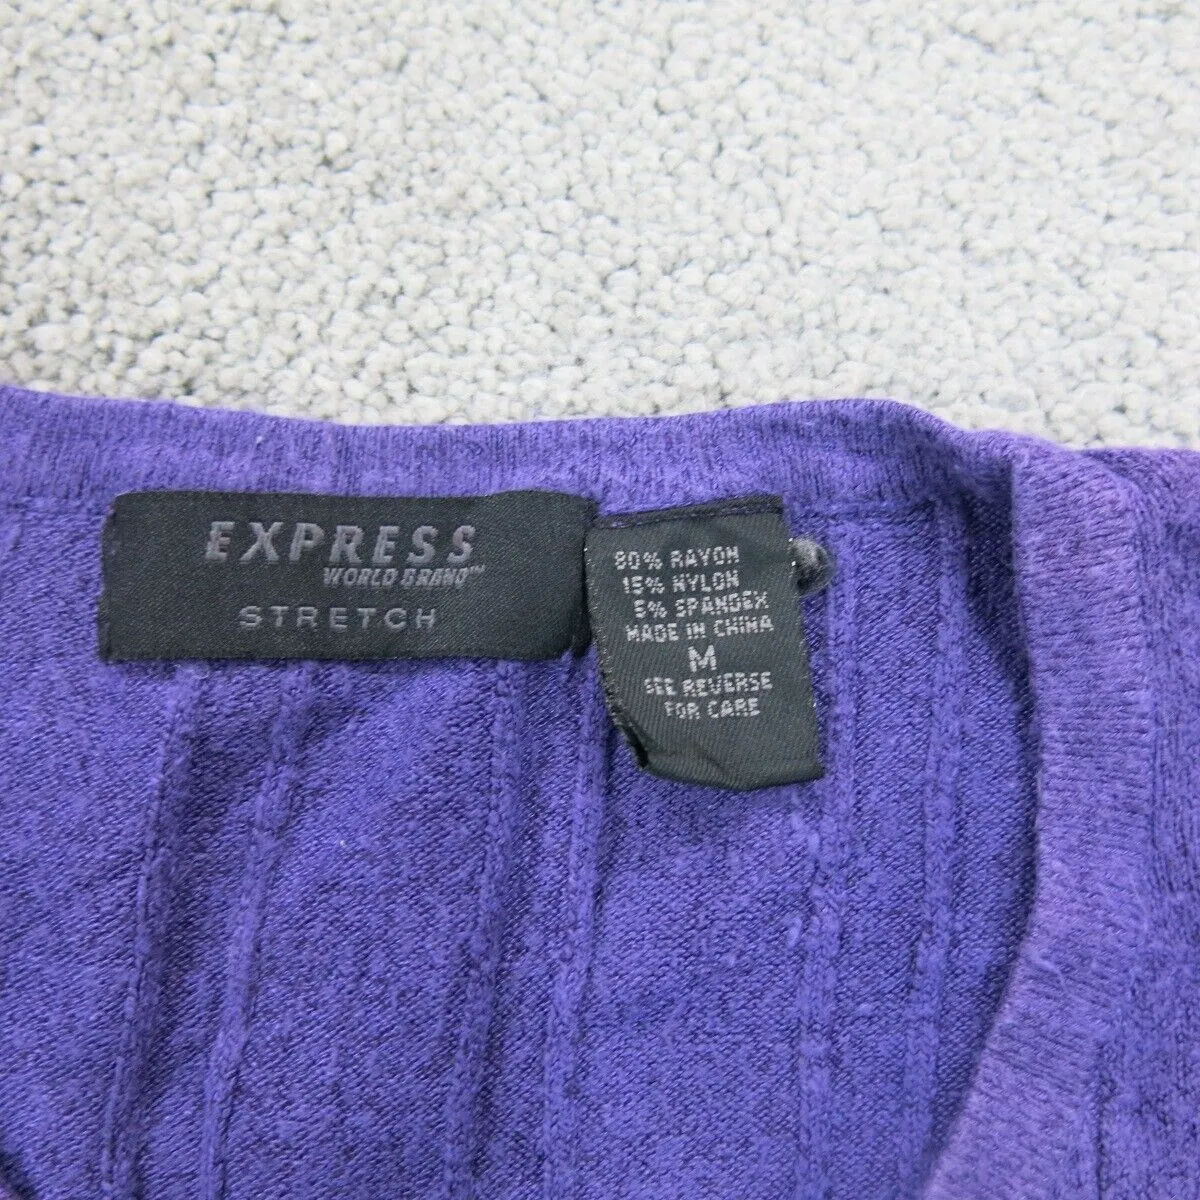 EXPRESS
WORLD BRAND™
STRETCH
80% RAYON
15% NYLON
5% SPANDEX
MADE IN CHINA
M
SEE REVERSE
FOR CARE